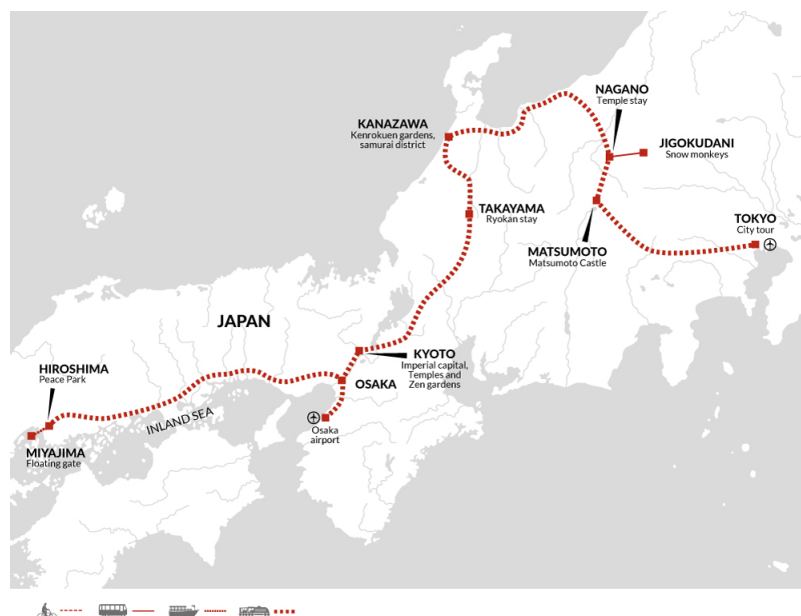 NAGANO
Temple stay
KANAZAWA
Kenrokuen gardens,
samurai district
JIGOKUDANI
Snow monkeys
TAKAYAMA
Ryokan stay
TOKYO
City tour
MATSUMOTO
Matsumoto Castle
JAPAN
KYOTO
Imperial capital,
Temples and
Zen gardens
HIROSHIMA
Peace Park
OSAKA
INLAND SEA
Osaka
airport
MIYAJIMA
Floating gate